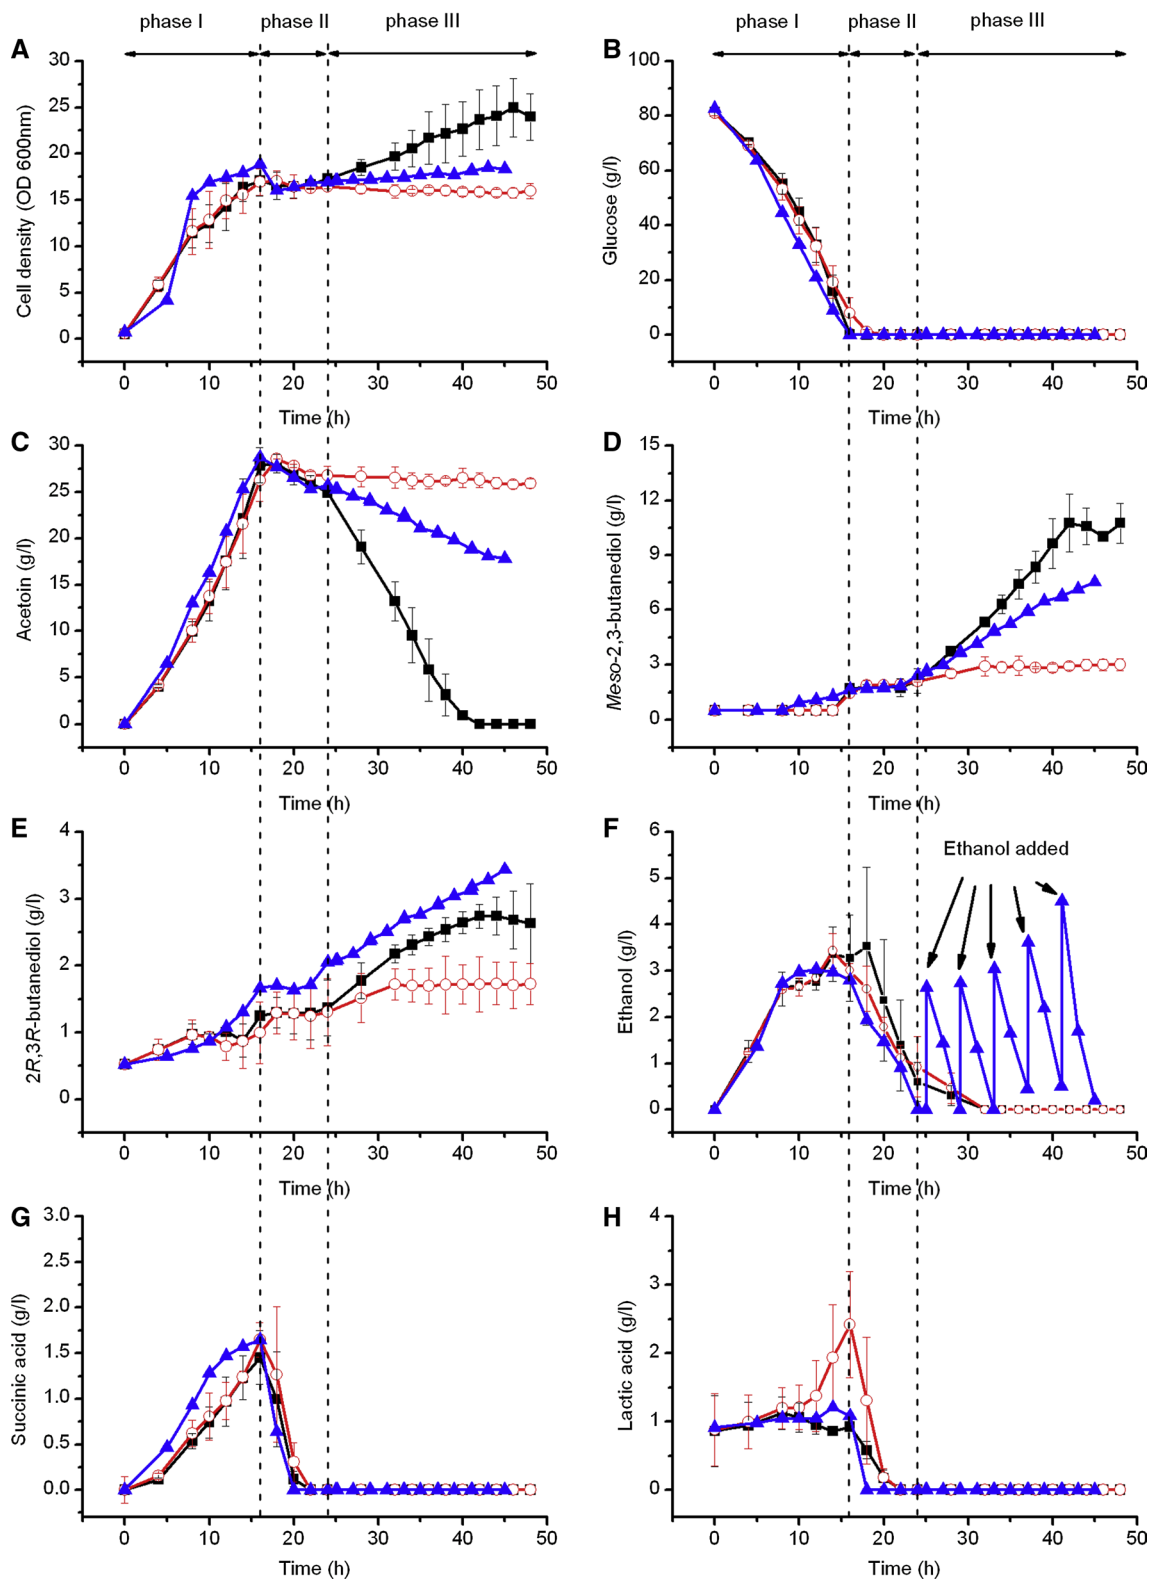 phase I phase II phase III phase I phase II phase III
A B
30
25
20
15
10
5
0
Cell density (OD 600nm)
0 10 20 30 40 50
Time (h)
100
80
60
40
20
0
Glucose (g/l)
0 10 20 30 40 50
Time (h)
C D
30
25
20
15
10
5
0
Acetoin (g/l)
0 10 20 30 40 50
Time (h)
15
12
9
6
3
0
Meso-2,3-butanediol (g/l)
0 10 20 30 40 50
Time (h)
E F
4
3
2
1
0
2R,3R-butanediol (g/l)
0 10 20 30 40 50
Time (h)
6
5
4
3
2
1
0
Ethanol (g/l)
Ethanol added
0 10 20 30 40 50
Time (h)
G H
3.0
2.5
2.0
1.5
1.0
0.5
0.0
Succinic acid (g/l)
0 10 20 30 40 50
Time (h)
4
3
2
1
0
Lactic acid (g/l)
0 10 20 30 40 50
Time (h)